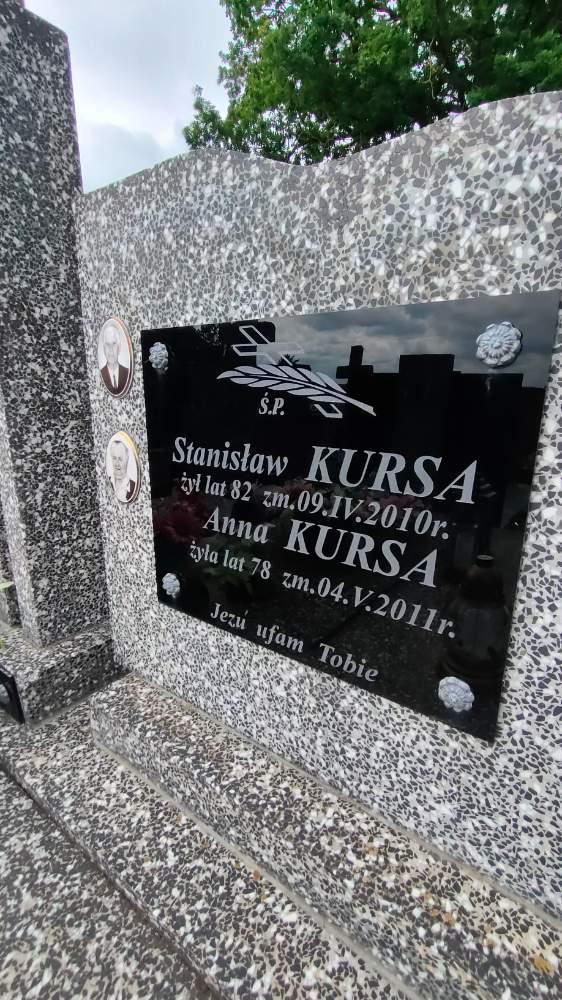 Ś.P.
Stanisław KURSA
żył lat 82 zm.09.IV.2010r.
Anna KURSA
żyła lat 78 zm.04.V.2011r.
Jezú ufam Tobie